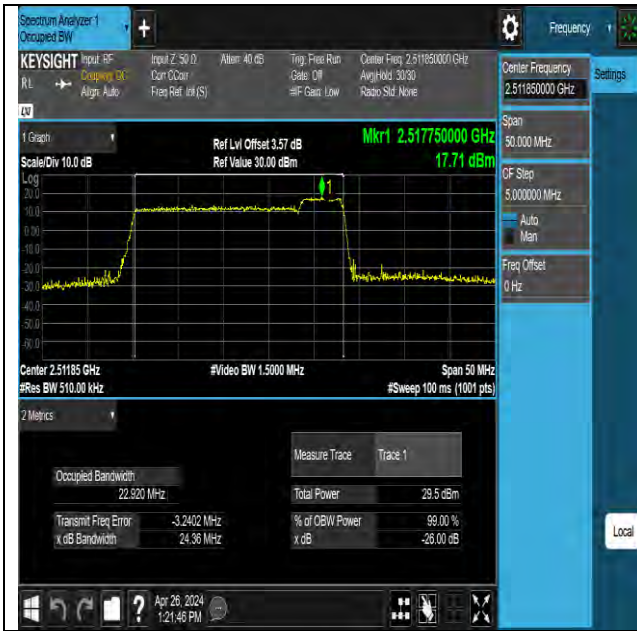 Spectrum Analyzer 1
Occupied BW
+
Frequency
KEYSIGHT Input: RF
Coupling: DC
Align: Auto
RL
Input Z: 50 Ω
Corr CCorr
Freq Ref: Int (S)
Atten: 40 dB
Trig: Free Run
Gate: Off
#IF Gain: Low
Center Freq: 2.511850000 GHz
Avg|Hold: 30/30
Radio Std: None
LXI
Center Frequency
2.511850000 GHz
Settings
Span
50.000 MHz
CF Step
5.000000 MHz
Auto
Man
Freq Offset
0 Hz
Local
1 Graph
Scale/Div 10.0 dB
Ref Lvl Offset 3.57 dB
Ref Value 30.00 dBm
Mkr1 2.517750000 GHz
17.71 dBm
Log
20.0
10.0
0.00
-10.0
-20.0
-30.0
-40.0
-50.0
-60.0
1
Center 2.51185 GHz
#Video BW 1.5000 MHz
Span 50 MHz
#Res BW 510.00 kHz
#Sweep 100 ms (1001 pts)
2 Metrics
Measure Trace Trace 1
Occupied Bandwidth
22.920 MHz
Total Power 29.5 dBm
Transmit Freq Error -3.2402 MHz
% of OBW Power 99.00 %
x dB Bandwidth 24.36 MHz
x dB -26.00 dB
?
Apr 26, 2024
1:21:46 PM